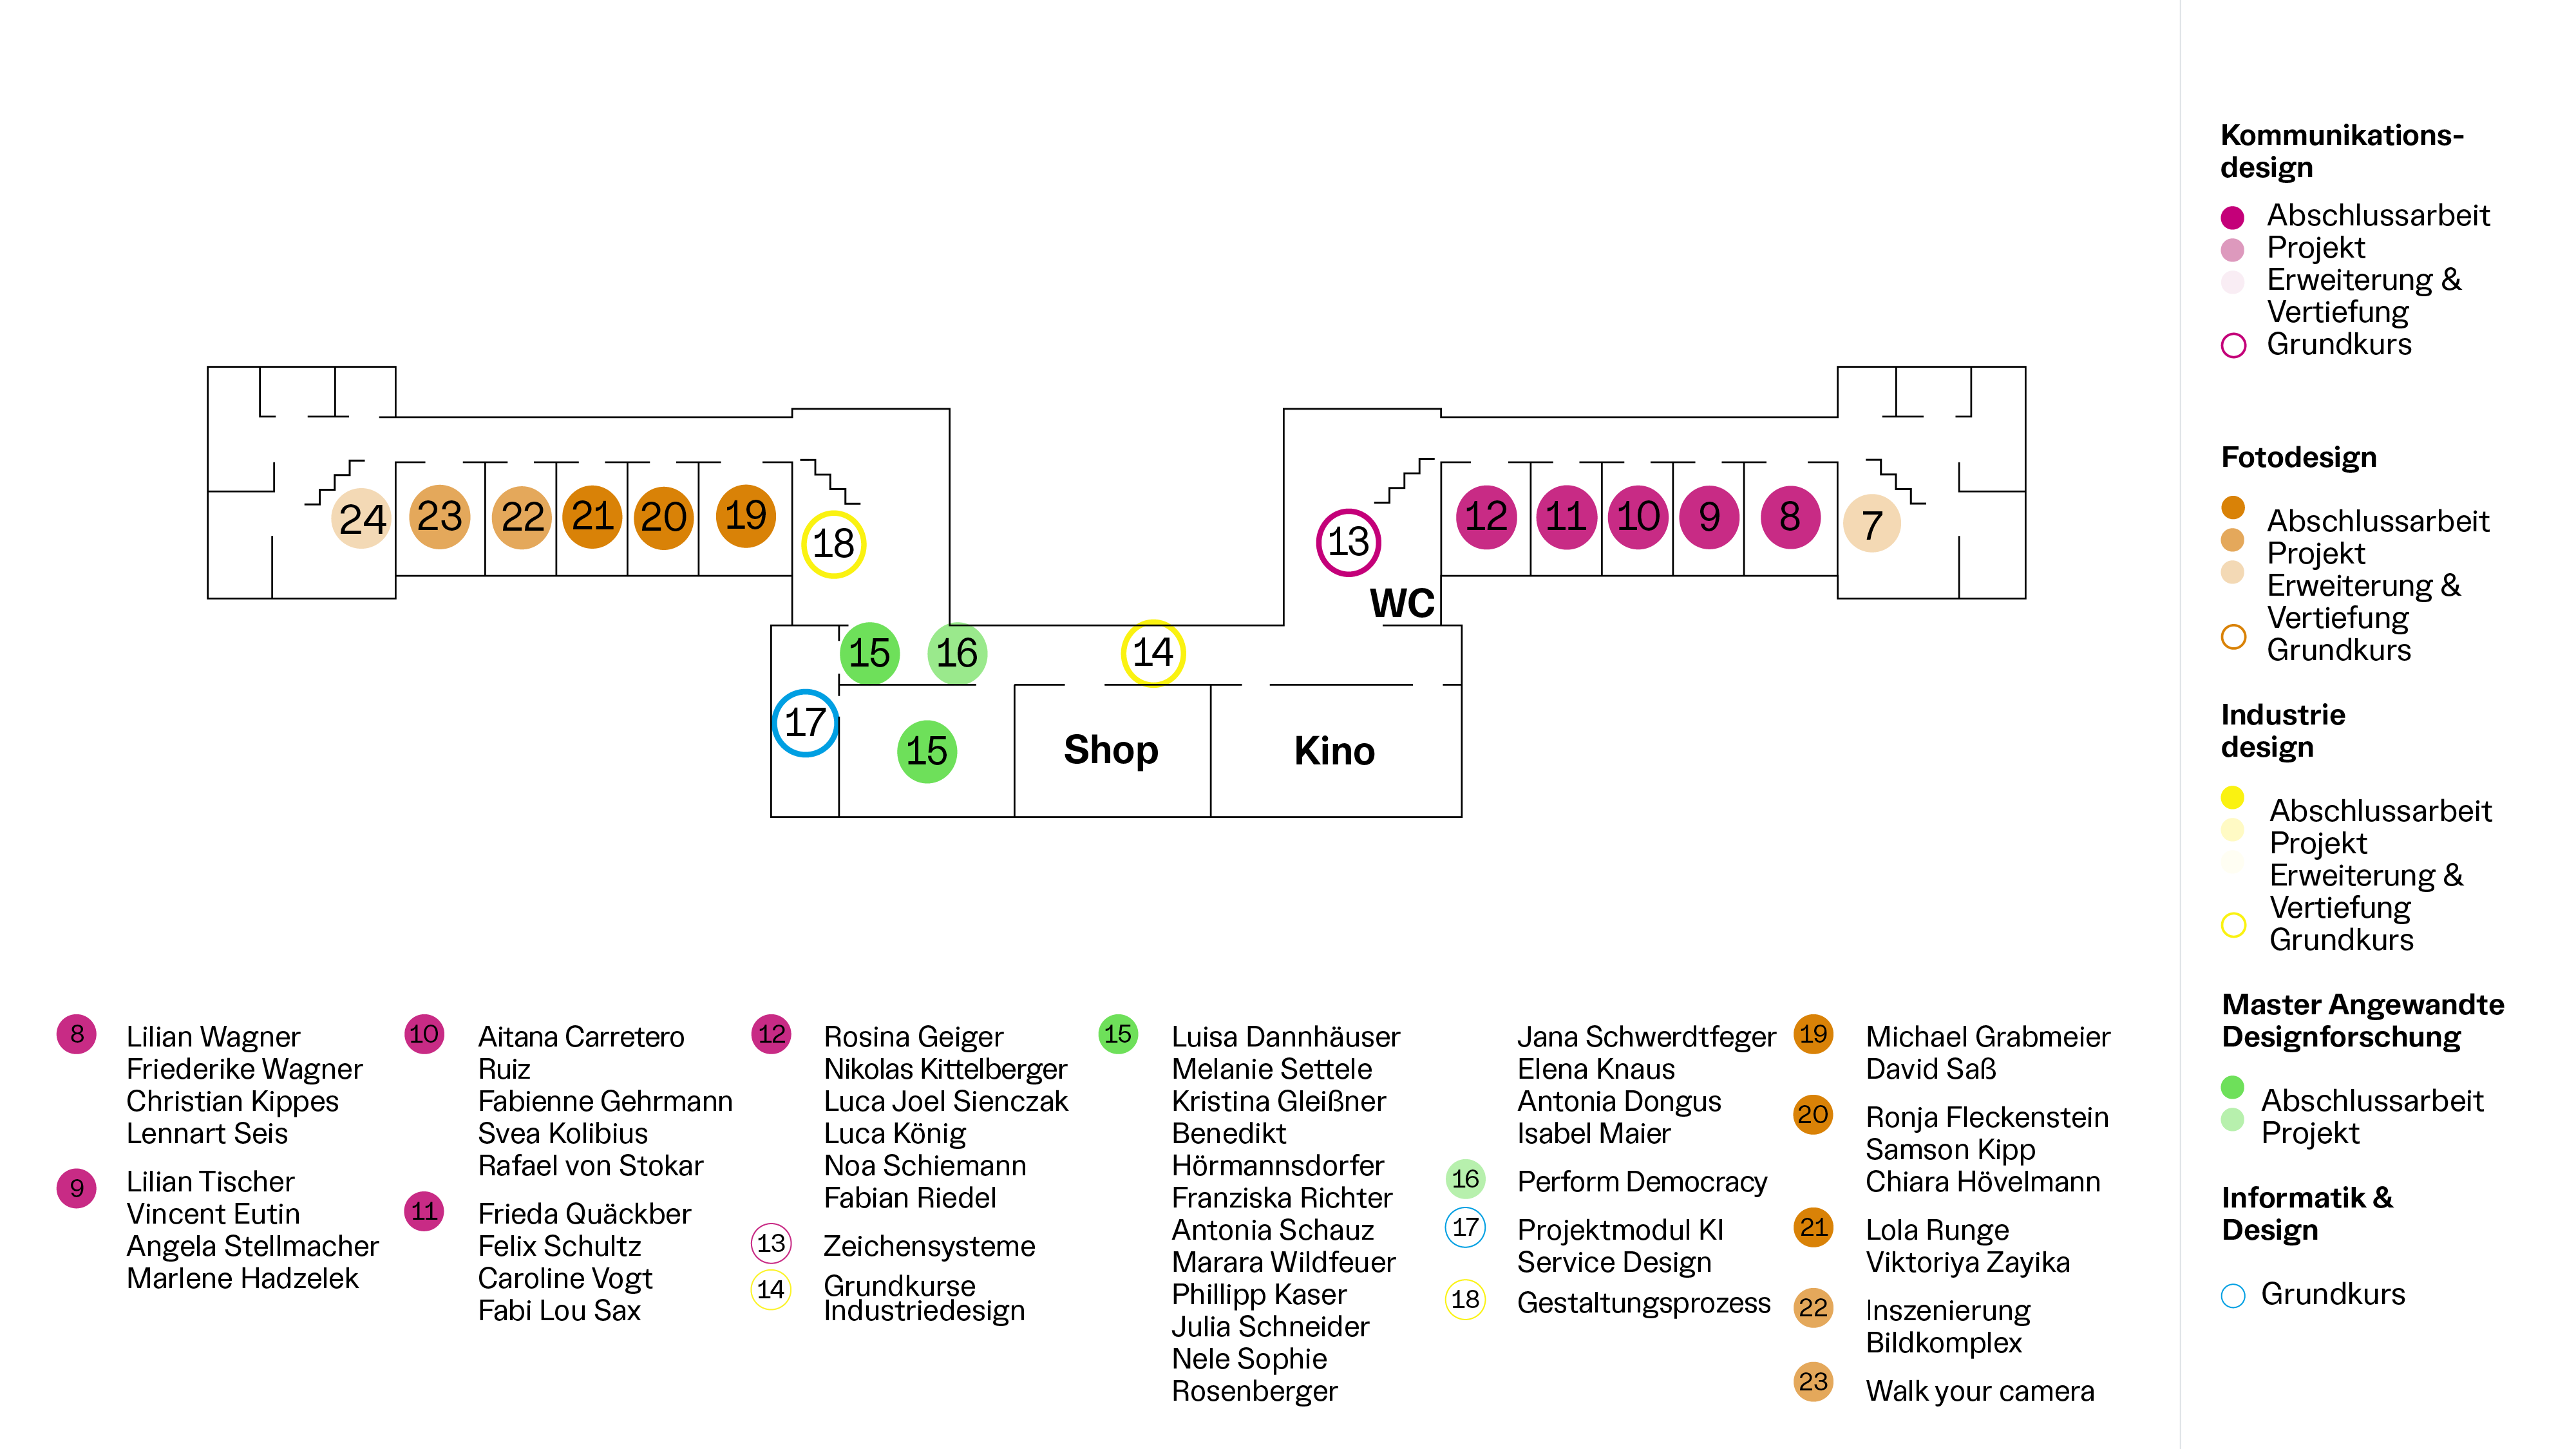 24
23
22
21
20
19
18
13
12
11
10
9
8
7
WC
15
16
14
17
15
Shop
Kino
8
Lilian Wagner
Friederike Wagner
Christian Kippes
Lennart Seis
9
Lilian Tischer
Vincent Eutin
Angela Stellmacher
Marlene Hadzelek
10
Aitana Carretero
Ruiz
Fabienne Gehrmann
Svea Kolibius
Rafael von Stokar
11
Frieda Quäckber
Felix Schultz
Caroline Vogt
Fabi Lou Sax
12
Rosina Geiger
Nikolas Kittelberger
Luca Joel Sienczak
Luca König
Noa Schiemann
Fabian Riedel
13
Zeichensysteme
14
Grundkurse
Industriedesign
15
Luisa Dannhäuser
Melanie Settele
Kristina Gleißner
Benedikt
Hörmannsdorfer
Franziska Richter
Antonia Schauz
Marara Wildfeuer
Phillipp Kaser
Julia Schneider
Nele Sophie
Rosenberger
Jana Schwerdtfeger
Elena Knaus
Antonia Dongus
Isabel Maier
16
Perform Democracy
17
Projektmodul KI
Service Design
18
Gestaltungsprozess
19
Michael Grabmeier
David Saß
20
Ronja Fleckenstein
Samson Kipp
Chiara Hövelmann
21
Lola Runge
Viktoriya Zayika
22
Inszenierung
Bildkomplex
23
Walk your camera
Kommunikations-
design
Abschlussarbeit
Projekt
Erweiterung &
Vertiefung
Grundkurs
Fotodesign
Abschlussarbeit
Projekt
Erweiterung &
Vertiefung
Grundkurs
Industrie
design
Abschlussarbeit
Projekt
Erweiterung &
Vertiefung
Grundkurs
Master Angewandte
Designforschung
Abschlussarbeit
Projekt
Informatik &
Design
Grundkurs